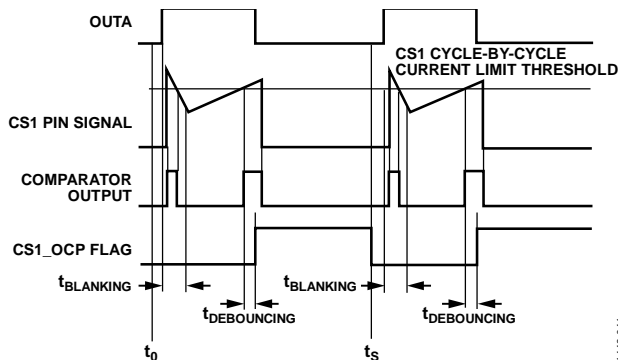 OUTA
CS1 CYCLE-BY-CYCLE
CURRENT LIMIT THRESHOLD
CS1 PIN SIGNAL
COMPARATOR
OUTPUT
CS1_OCP FLAG
tBLANKING
tDEBOUNCING
tBLANKING
tDEBOUNCING
t0
tS